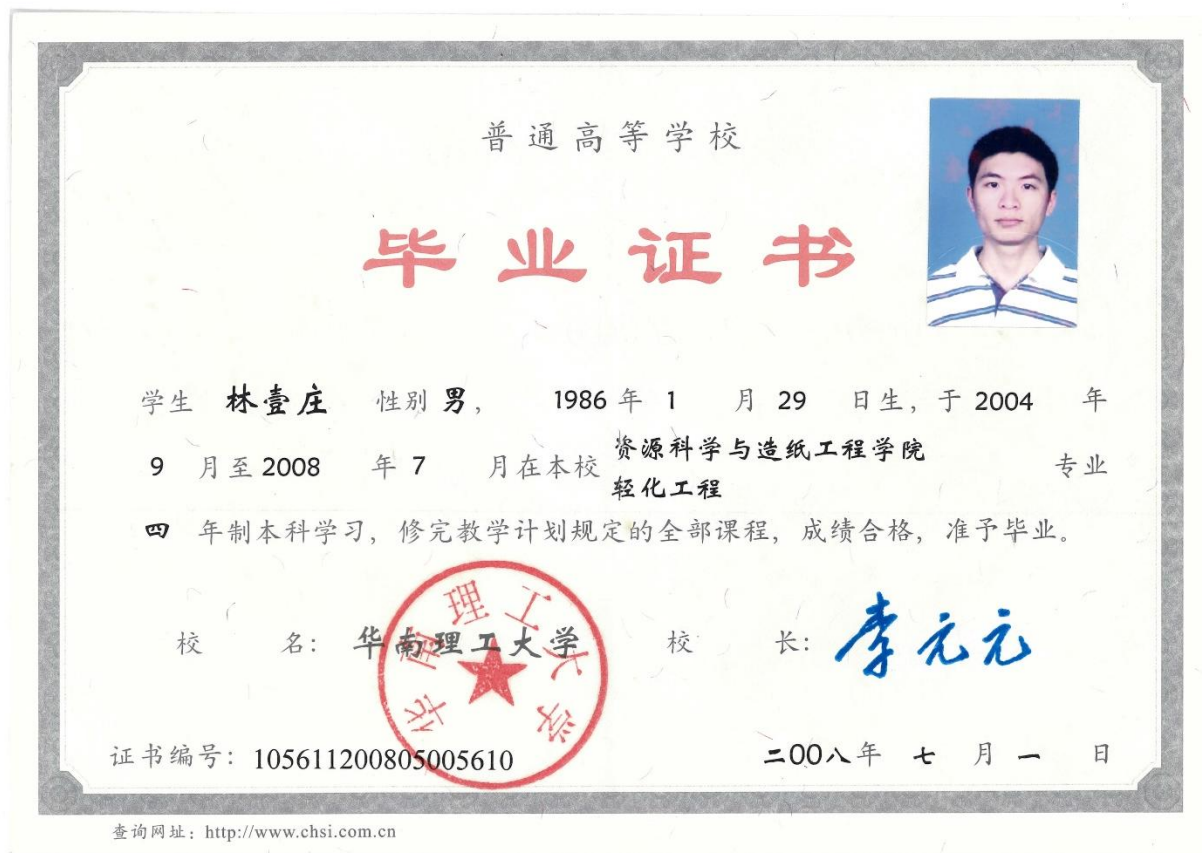 普通高等学校
毕业证书
学生 林壹庄 性别 男， 1986 年 1 月 29 日生，于 2004 年
9 月至 2008 年 7 月在本校 资源科学与造纸工程学院
轻化工程 专业
四 年制本科学习，修完教学计划规定的全部课程，成绩合格，准予毕业。
华南理工大学
校 名：华南理工大学 校 长：李元元
证书编号：105611200805005610 二〇〇八年 七 月 一 日
查询网址：http://www.chsi.com.cn